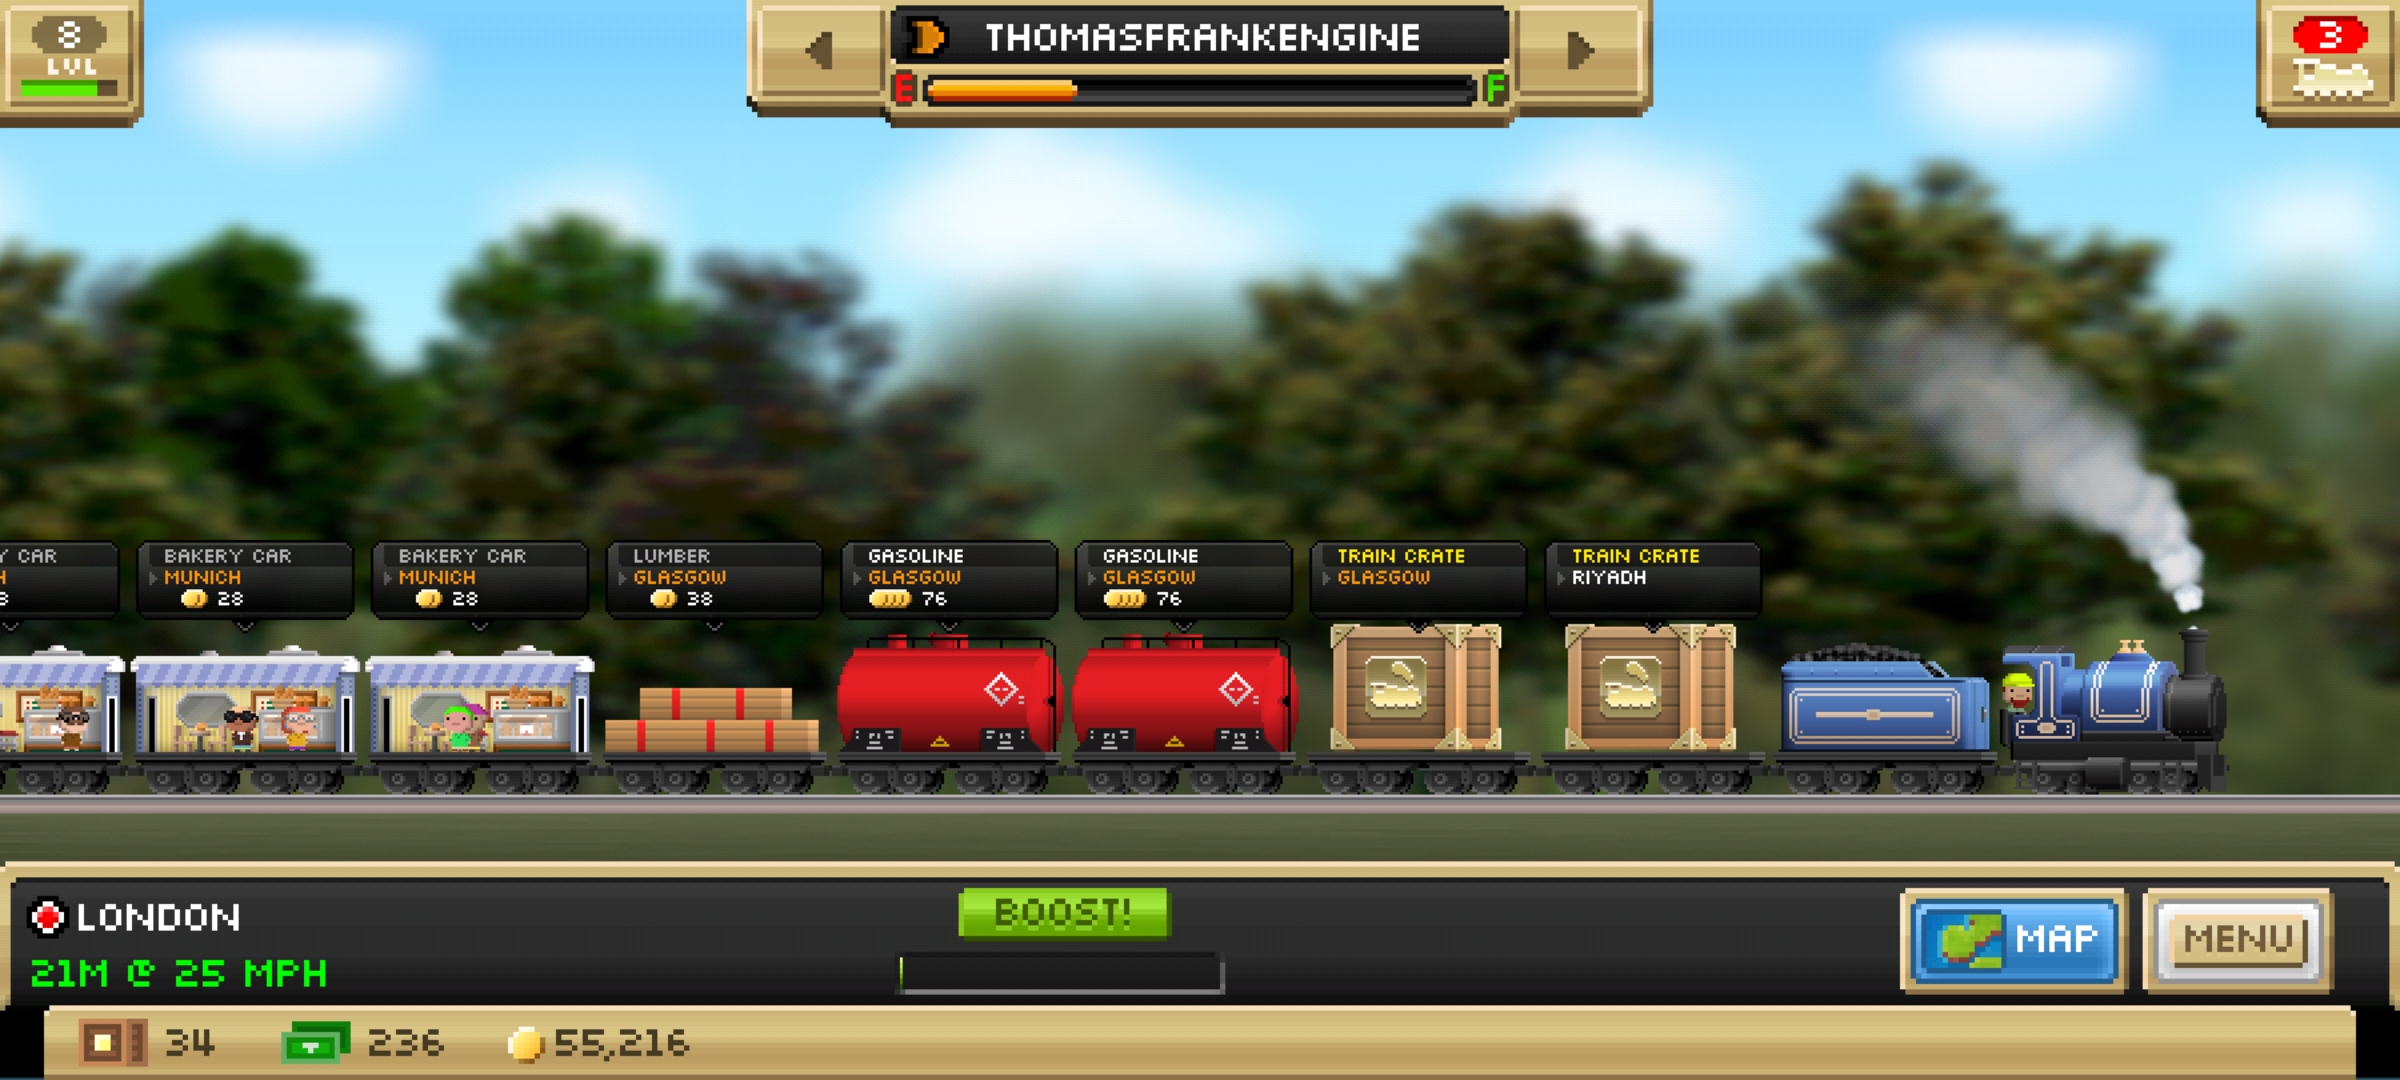 8
LVL
THOMASFRANKENGINE
E
F
3
Y CAR
BAKERY CAR
MUNICH
28
BAKERY CAR
MUNICH
28
LUMBER
GLASGOW
38
GASOLINE
GLASGOW
76
GASOLINE
GLASGOW
76
TRAIN CRATE
GLASGOW
TRAIN CRATE
RIYADH
LONDON
21M @ 25 MPH
BOOST!
MAP
MENU
34
236
55,216